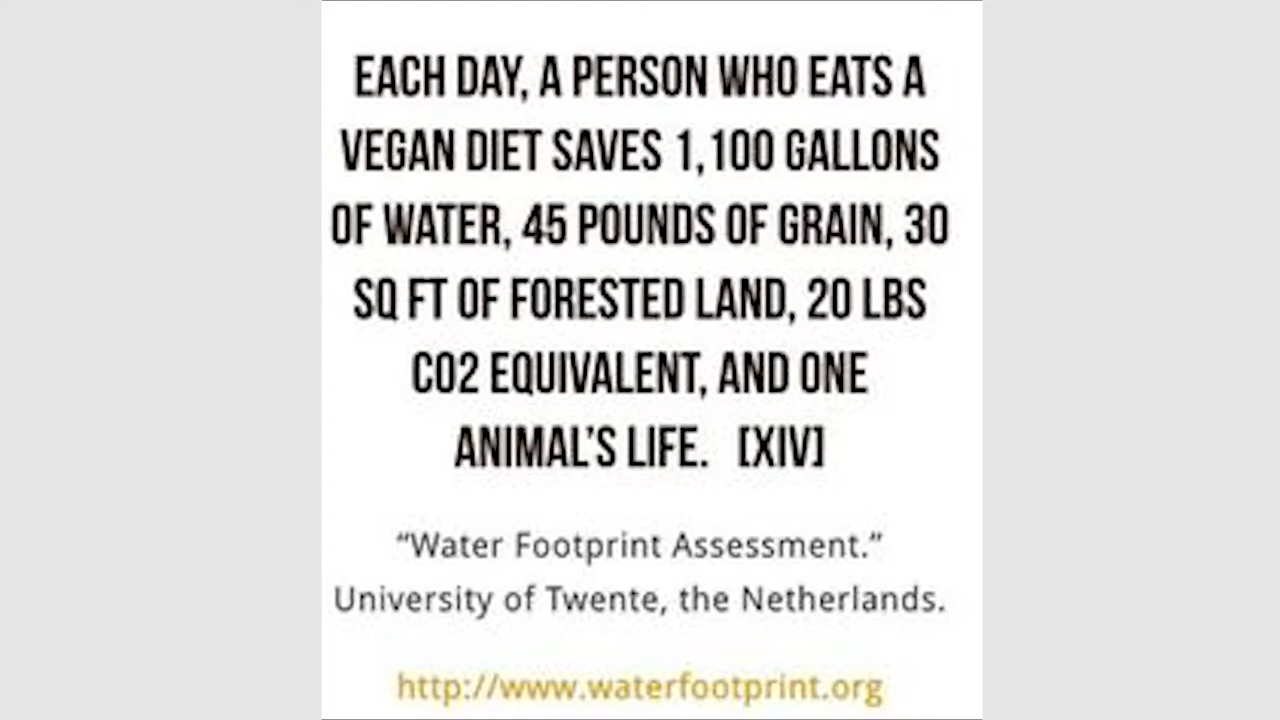 EACH DAY, A PERSON WHO EATS A
VEGAN DIET SAVES 1,100 GALLONS
OF WATER, 45 POUNDS OF GRAIN, 30
SQ FT OF FORESTED LAND, 20 LBS
CO2 EQUIVALENT, AND ONE
ANIMAL'S LIFE. [XIV]
“Water Footprint Assessment.”
University of Twente, the Netherlands.
http://www.waterfootprint.org